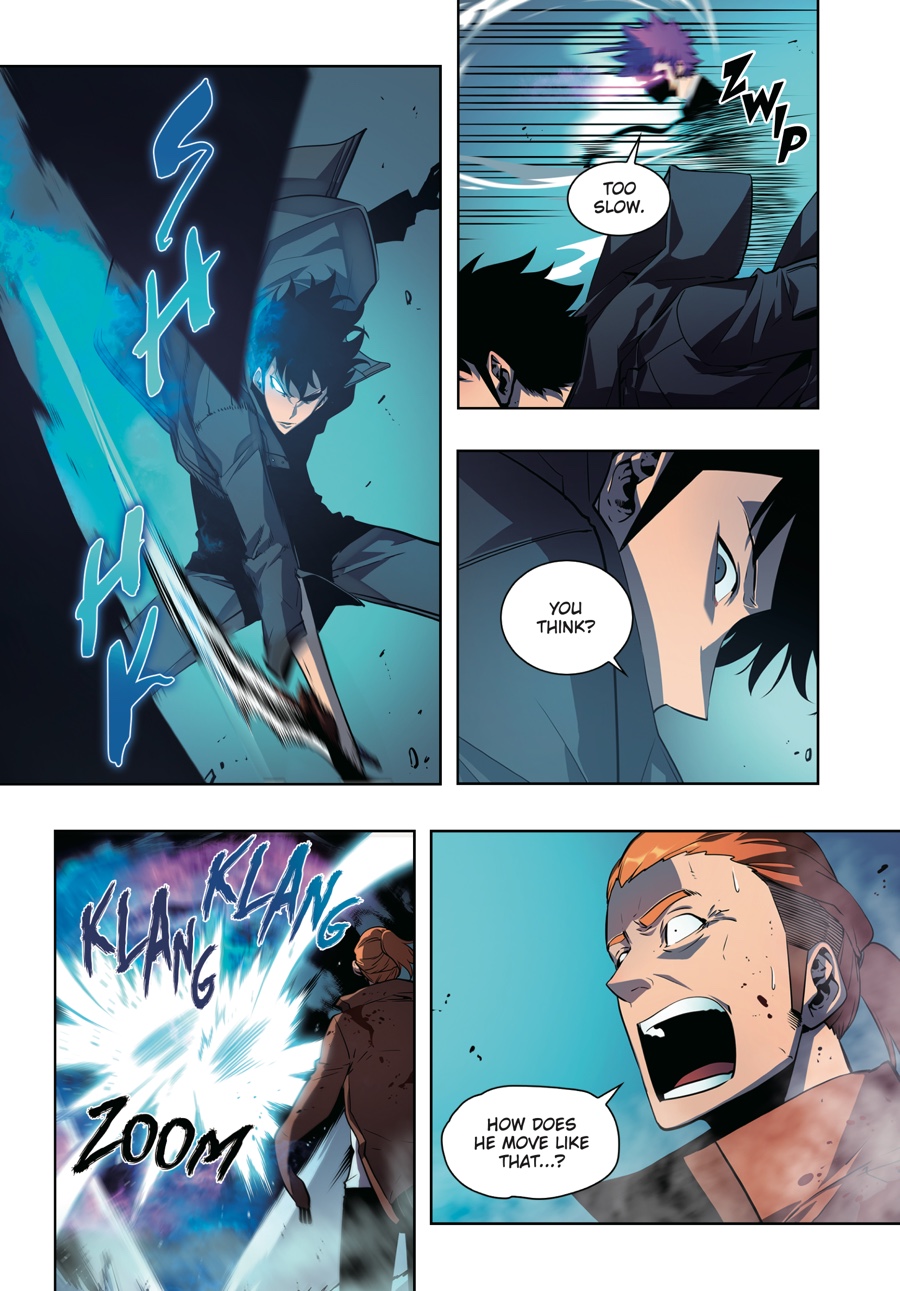 SHHK
ZWIP
TOO
SLOW.
YOU
THINK?
KLANG
KLANG
ZOOM
HOW DOES
HE MOVE LIKE
THAT...?